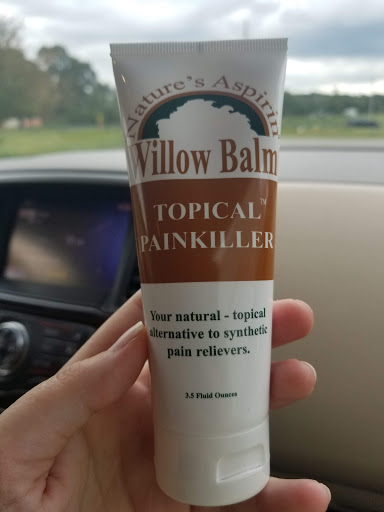 Nature's Aspirin
Willow Balm
TOPICAL™
PAINKILLER
Your natural - topical
alternative to synthetic
pain relievers.
3.5 Fluid Ounces